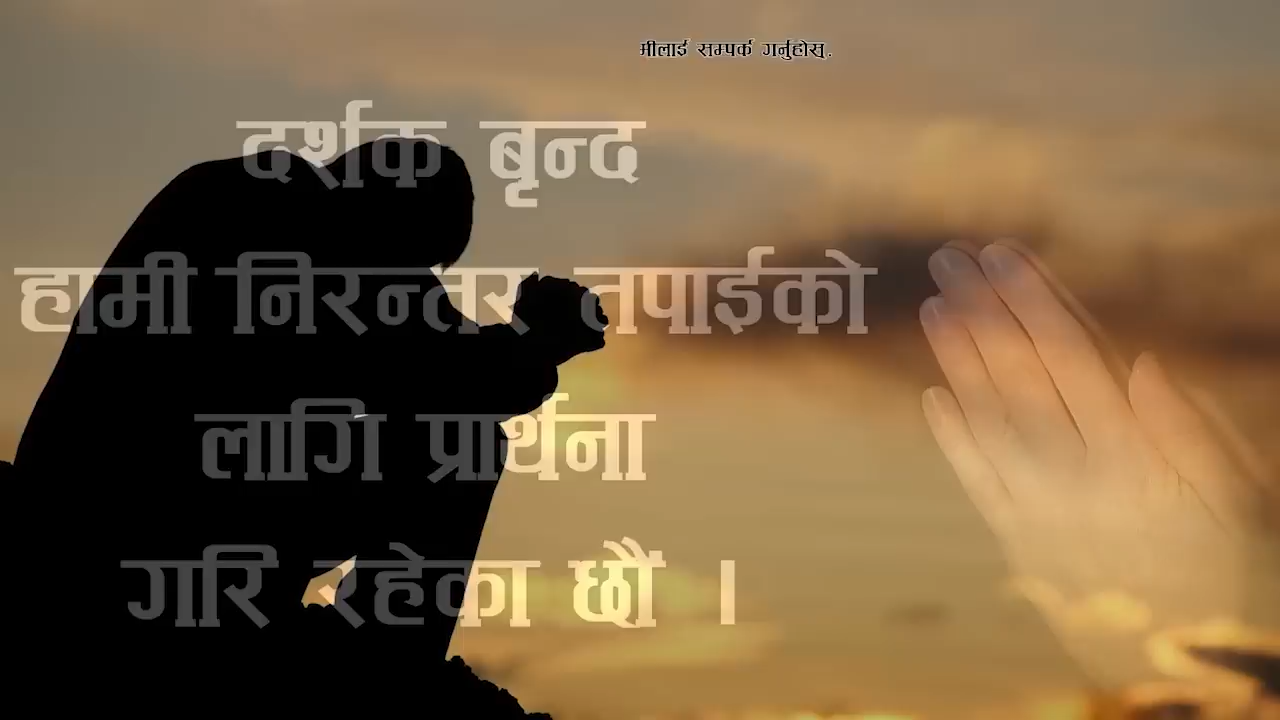 मीलाई सम्पर्क गर्नुहोस्.
दर्शक बृन्द
हामी निरन्तर तपाईको
लागि प्रार्थना
गरि रहेका छौं ।